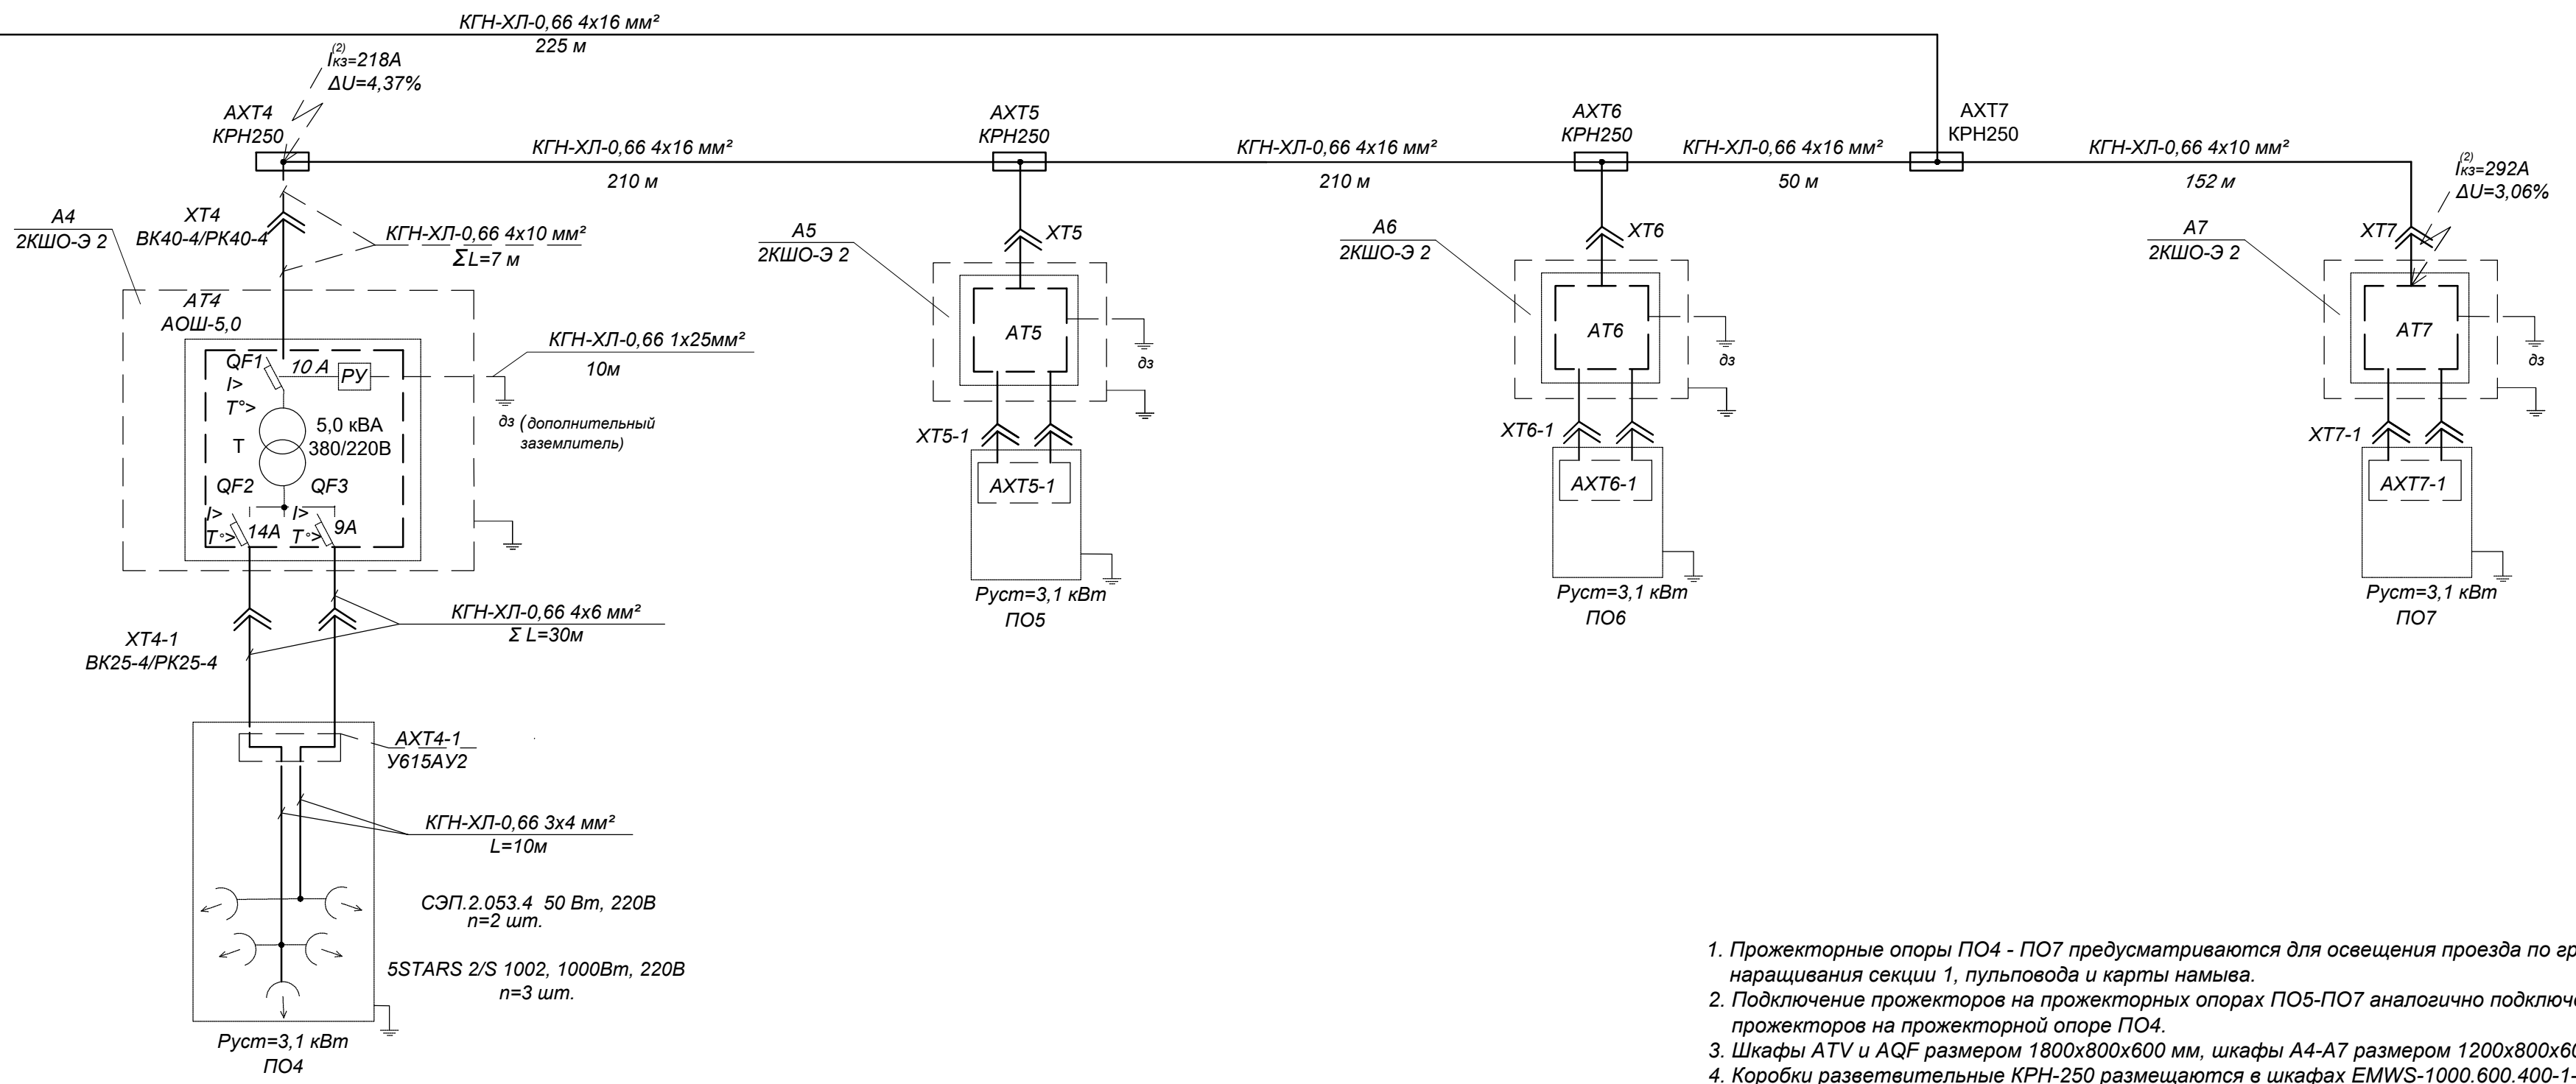 КГН-ХЛ-0,66 4х16 мм²
225 м
(2)
Iкз=218А
ΔU=4,37%
АХТ4
КРН250
АХТ5
КРН250
АХТ6
КРН250
АХТ7
КРН250
КГН-ХЛ-0,66 4х16 мм²
210 м
КГН-ХЛ-0,66 4х16 мм²
210 м
КГН-ХЛ-0,66 4х16 мм²
50 м
КГН-ХЛ-0,66 4х10 мм²
152 м
(2)
Iкз=292А
ΔU=3,06%
А4
2КШО-Э 2
ХТ4
ВК40-4/РК40-4
КГН-ХЛ-0,66 4х10 мм²
ΣL=7 м
А5
2КШО-Э 2
ХТ5
А6
2КШО-Э 2
ХТ6
А7
2КШО-Э 2
ХТ7
АТ4
АОШ-5,0
QF1
10 А
РУ
I>
T°>
5,0 кВА
Т
380/220В
QF2
QF3
I>
T°>
14А
I>
T°>
9А
КГН-ХЛ-0,66 1х25мм²
10м
дз (дополнительный
заземлитель)
АТ5
дз
АТ6
дз
АТ7
дз
ХТ5-1
АХТ5-1
ХТ6-1
АХТ6-1
ХТ7-1
АХТ7-1
Руст=3,1 кВт
ПО5
Руст=3,1 кВт
ПО6
Руст=3,1 кВт
ПО7
КГН-ХЛ-0,66 4х6 мм²
Σ L=30м
ХТ4-1
ВК25-4/РК25-4
АХТ4-1
У615АУ2
КГН-ХЛ-0,66 3х4 мм²
L=10м
СЭП.2.053.4 50 Вт, 220В
n=2 шт.
5STARS 2/S 1002, 1000Вт, 220В
n=3 шт.
Руст=3,1 кВт
ПО4
1. Прожекторные опоры ПО4 - ПО7 предусматриваются для освещения проезда по гр
наращивания секции 1, пульповода и карты намыва.
2. Подключение прожекторов на прожекторных опорах ПО5-ПО7 аналогично подключе
прожекторов на прожекторной опоре ПО4.
3. Шкафы ATV и AQF размером 1800х800х600 мм, шкафы А4-А7 размером 1200х800х60
4. Коробки разветвительные КРН-250 размещаются в шкафах EMWS-1000.600.400-1-